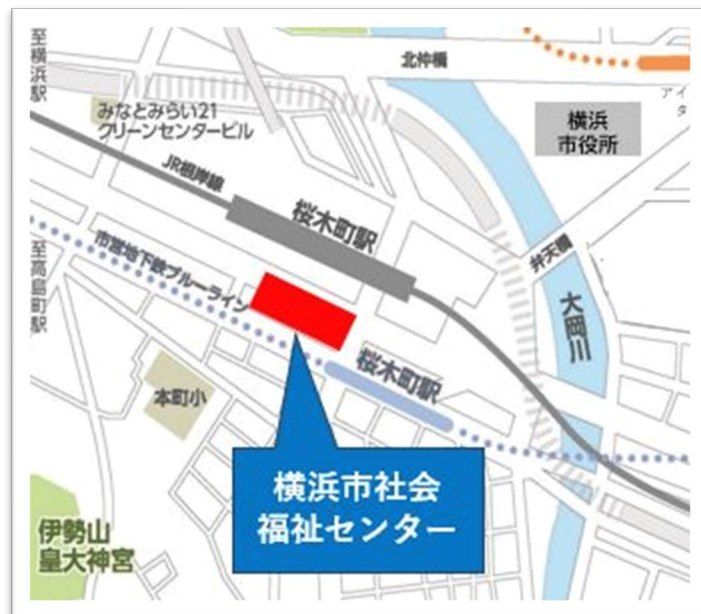 至横浜駅
北仲橋
アイ
タ
みなとみらい21
クリーンセンタービル
横浜
市役所
JR根岸線
桜木町駅
弁天橋
至高島町駅
市営地下鉄ブルーライン
大岡川
桜木町駅
本町小
横浜市社会
福祉センター
伊勢山
皇大神宮